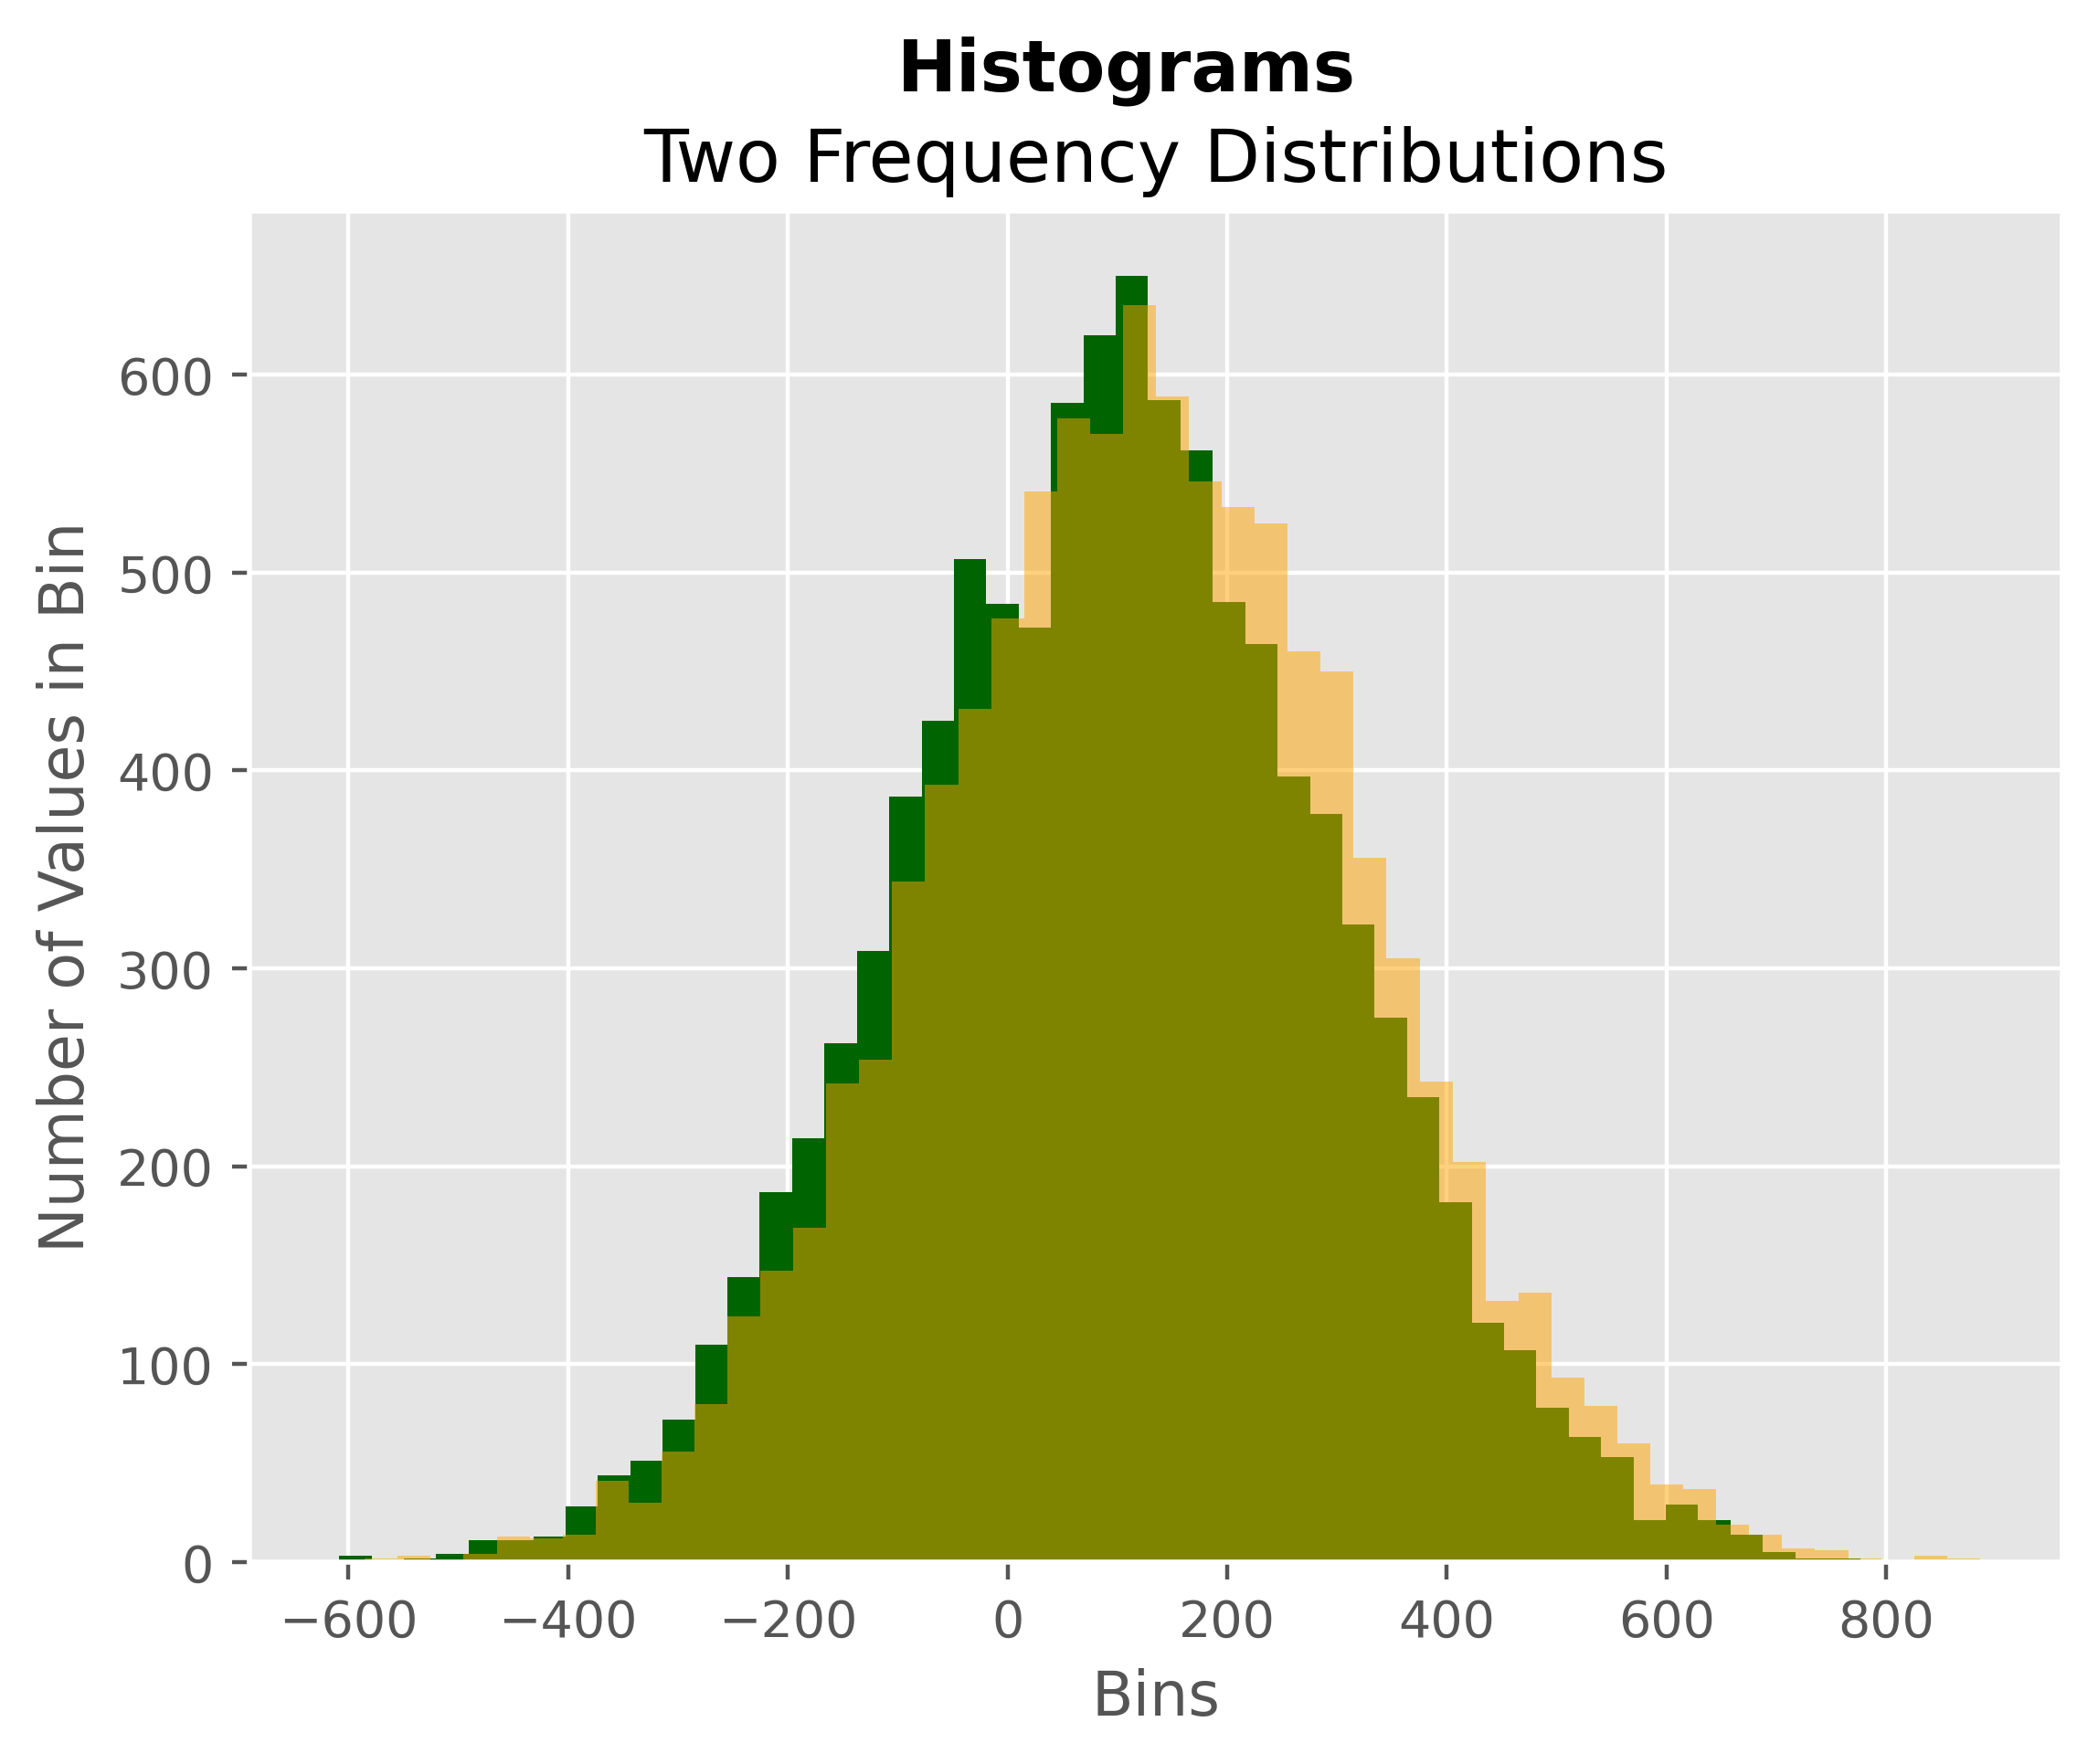 Histograms
Two Frequency Distributions
Number of Values in Bin
600
500
400
300
200
100
0
−600 −400 −200 0 200 400 600 800
Bins